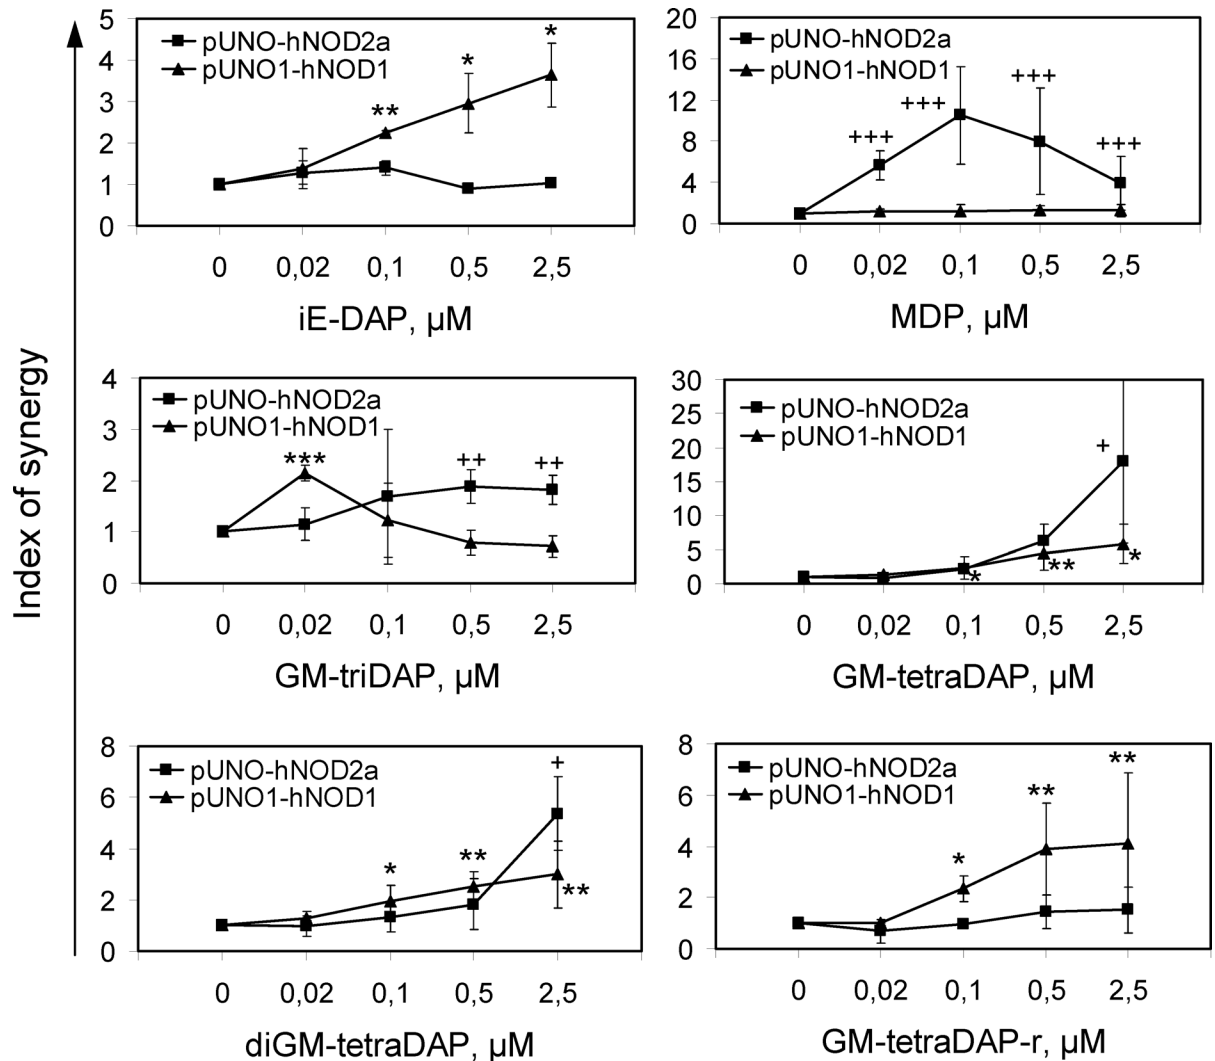 Index of synergy
5
4
3
2
1
0
pUNO-hNOD2a
pUNO1-hNOD1
**
*
*
0 0,02 0,1 0,5 2,5
iE-DAP, µM
20
16
12
8
4
0
pUNO-hNOD2a
pUNO1-hNOD1
+++
+++
+++
+++
0 0,02 0,1 0,5 2,5
MDP, µM
4
3
2
1
0
pUNO-hNOD2a
pUNO1-hNOD1
***
++
++
0 0,02 0,1 0,5 2,5
GM-triDAP, µM
30
25
20
15
10
5
0
pUNO-hNOD2a
pUNO1-hNOD1
+
*
**
*
0 0,02 0,1 0,5 2,5
GM-tetraDAP, µM
8
6
4
2
0
pUNO-hNOD2a
pUNO1-hNOD1
*
**
+
**
0 0,02 0,1 0,5 2,5
diGM-tetraDAP, µM
8
6
4
2
0
pUNO-hNOD2a
pUNO1-hNOD1
*
**
**
0 0,02 0,1 0,5 2,5
GM-tetraDAP-r, µM